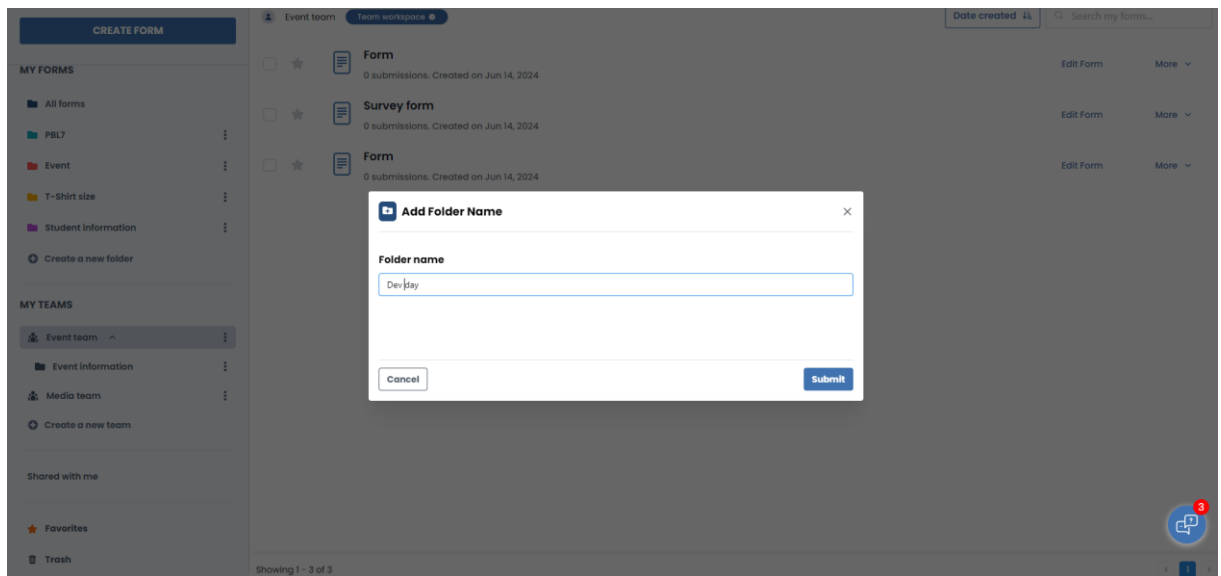 CREATE FORM
MY FORMS
All forms
PBL7
Event
T-Shirt size
Student information
Create a new folder
MY TEAMS
Event team
Event information
Media team
Create a new team
Shared with me
Favorites
Trash
Event team Team workspace
Date created
Search my forms...
Form
0 submissions. Created on Jun 14, 2024
Edit Form More
Survey form
0 submissions. Created on Jun 14, 2024
Edit Form More
Form
0 submissions. Created on Jun 14, 2024
Edit Form More
Add Folder Name
Folder name
Dev day
Cancel Submit
3
Showing 1 - 3 of 3
1